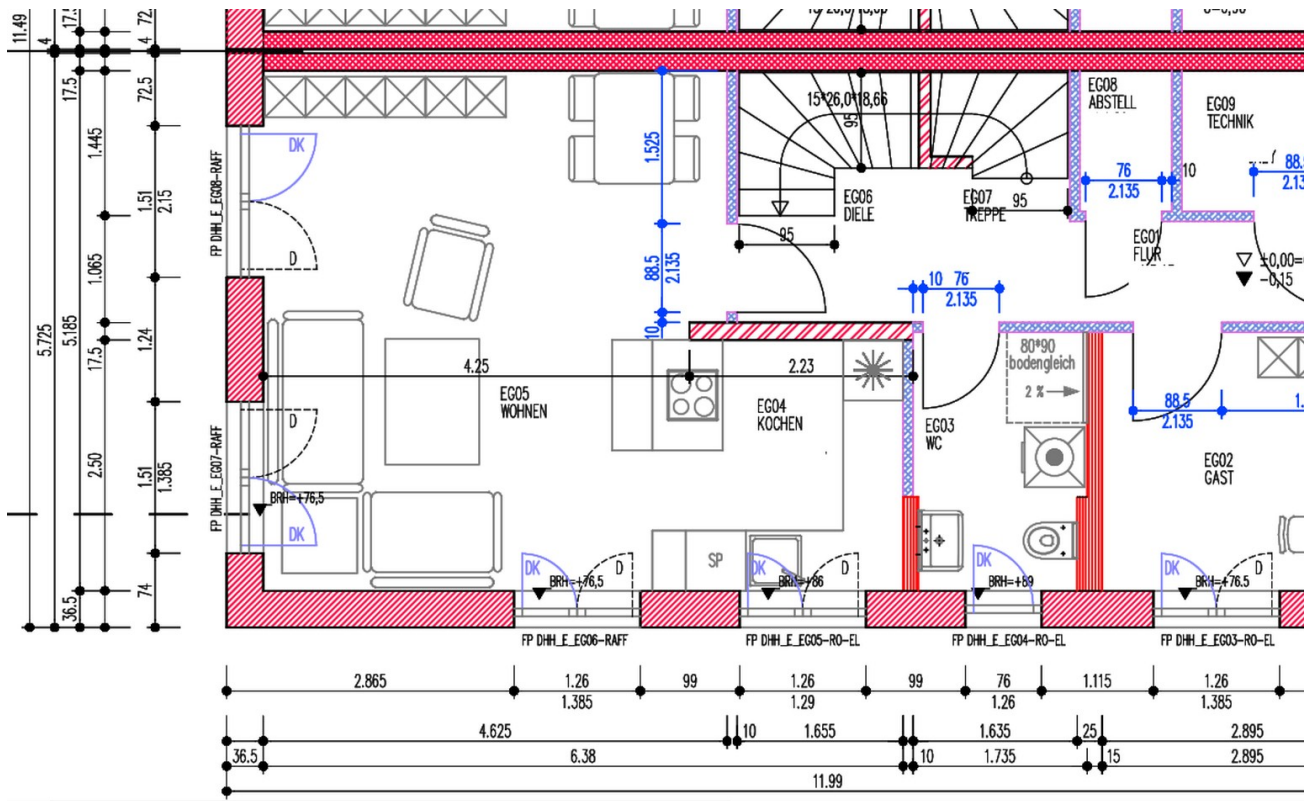 11.49
4
17.5
72.5
4
15*26,0*18,66
95
EG08
ABSTELL
EG09
TECHNIK
76
2.135
10
88.5
DK
D
FP DHH_E_EG08-RAFF
1.445
1.51
2.15
1.525
EG06
DIELE
EG07
TREPPE
95
95
EG01
FLUR
-0,15
5.725
5.185
1.065
88.5
2.135
10
10 76
2.135
17.5
1.24
4.25
2.23
80*90
bodengleich
2 %
EG05
WOHNEN
EG04
KOCHEN
EG03
WC
88.5
2.135
EG02
GAST
D
FP DHH_E_EG07-RAFF
2.50
1.51
1.385
BRH=+76,5
DK
SP
DK
BRH=+76,5
D
DK
BRH=+86
D
DK
BRH=+89
DK
BRH=+76.5
D
36.5
74
FP DHH_E_EG06-RAFF
FP DHH_E_EG05-RO-EL
FP DHH_E_EG04-RO-EL
FP DHH_E_EG03-RO-EL
2.865 1.26 99 1.26 99 76 1.115 1.26
1.385 1.29 1.26 1.385
4.625 10 1.655 1.635 25 2.895
36.5 6.38 10 1.735 15 2.895
11.99